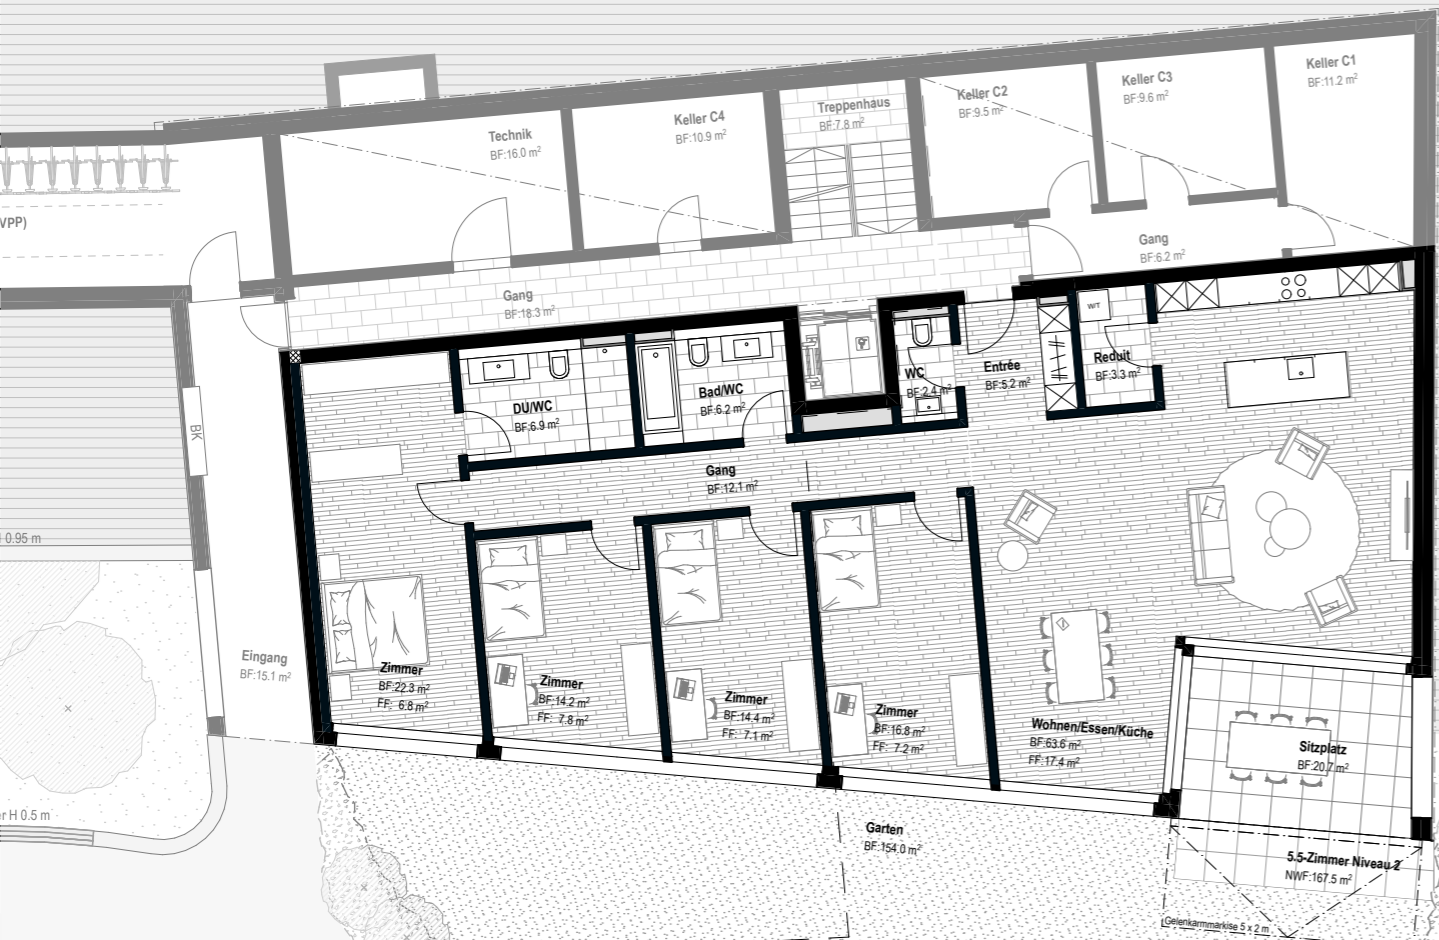 Keller C1
BF:11.2 m²
Keller C3
BF:9.6 m²
Keller C2
BF:9.5 m²
Treppenhaus
BF:7.8 m²
Keller C4
BF:10.9 m²
Technik
BF:16.0 m²
VPP)
Gang
BF:6.2 m²
Gang
BF:18.3 m²
W/T
Reduit
BF:3.3 m²
Entrée
BF:5.2 m²
WC
BF:2.4 m²
Bad/WC
BF:6.2 m²
DU/WC
BF:6.9 m²
BK
Gang
BF:12.1 m²
H 0.95 m
Eingang
BF:15.1 m²
Zimmer
BF:22.3 m²
FF: 6.8 m²
Zimmer
BF:14.2 m²
FF: 7.8 m²
Zimmer
BF:14.4 m²
FF: 7.1 m²
Zimmer
BF:16.8 m²
FF: 7.2 m²
Wohnen/Essen/Küche
BF:63.6 m²
FF:17.4 m²
Sitzplatz
BF:20.7 m²
er H 0.5 m
Garten
BF:154.0 m²
5.5-Zimmer Niveau 2
NWF:167.5 m²
Gelenkarmmarkise 5 x 2 m